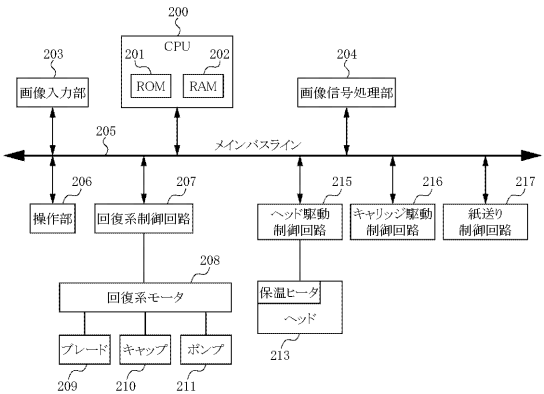 200
CPU
201
202
ROM
RAM
203
画像入力部
204
画像信号処理部
205
メインバスライン
206
操作部
207
回復系制御回路
215
ヘッド駆動
制御回路
216
キャリッジ駆動
制御回路
217
紙送り
制御回路
208
回復系モータ
保温ヒータ
ヘッド
213
ブレード
209
キャップ
210
ポンプ
211